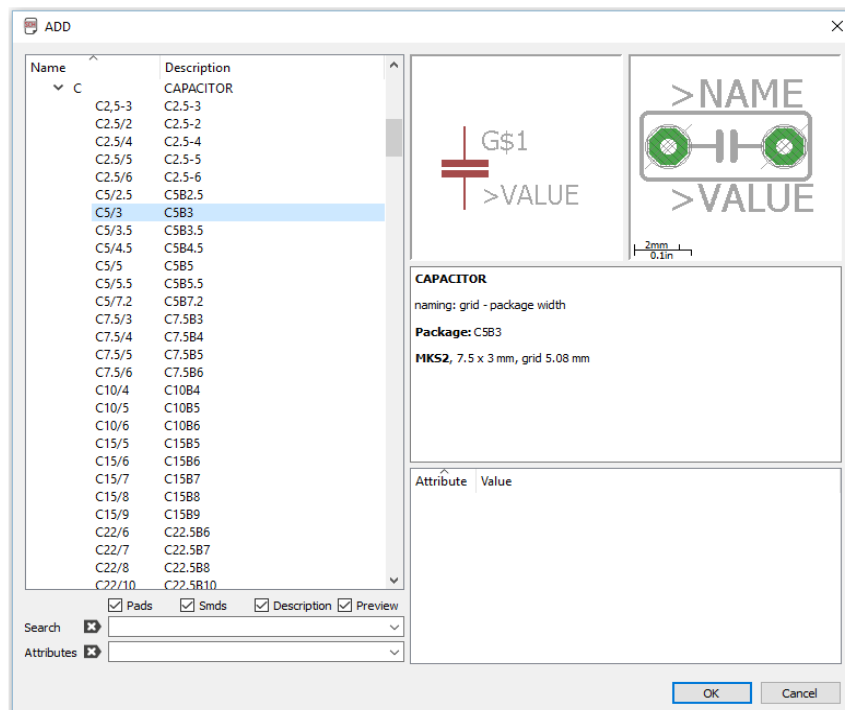 ADD
Name Description
C CAPACITOR
C2,5-3 C2.5-3
C2.5/2 C2.5-2
C2.5/4 C2.5-4
C2.5/5 C2.5-5
C2.5/6 C2.5-6
C5/2.5 C5B2.5
C5/3 C5B3
C5/3.5 C5B3.5
C5/4.5 C5B4.5
C5/5 C5B5
C5/5.5 C5B5.5
C5/7.2 C5B7.2
C7.5/3 C7.5B3
C7.5/4 C7.5B4
C7.5/5 C7.5B5
C7.5/6 C7.5B6
C10/4 C10B4
C10/5 C10B5
C10/6 C10B6
C15/5 C15B5
C15/6 C15B6
C15/7 C15B7
C15/8 C15B8
C15/9 C15B9
C22/6 C22.5B6
C22/7 C22.5B7
C22/8 C22.5B8
C22/10 C22.5B10
Pads Smds Description Preview
Search
Attributes
G$1
>VALUE
>NAME
>VALUE
2mm
0.1in
CAPACITOR
naming: grid - package width
Package: C5B3
MKS2, 7.5 x 3 mm, grid 5.08 mm
Attribute Value
OK Cancel